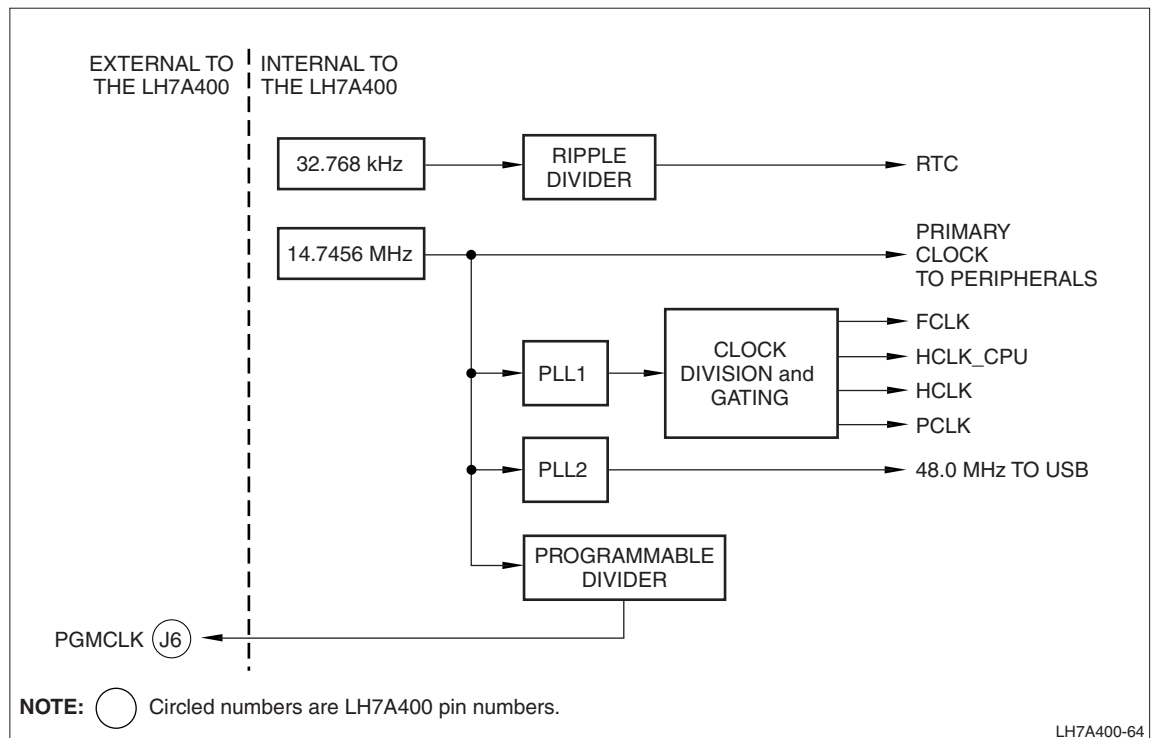 EXTERNAL TO
THE LH7A400
INTERNAL TO
THE LH7A400
32.768 kHz
RIPPLE
DIVIDER
RTC
14.7456 MHz
PRIMARY
CLOCK
TO PERIPHERALS
PLL1
CLOCK
DIVISION and
GATING
FCLK
HCLK_CPU
HCLK
PCLK
PLL2
48.0 MHz TO USB
PROGRAMMABLE
DIVIDER
PGMCLK J6
NOTE: Circled numbers are LH7A400 pin numbers.
LH7A400-64